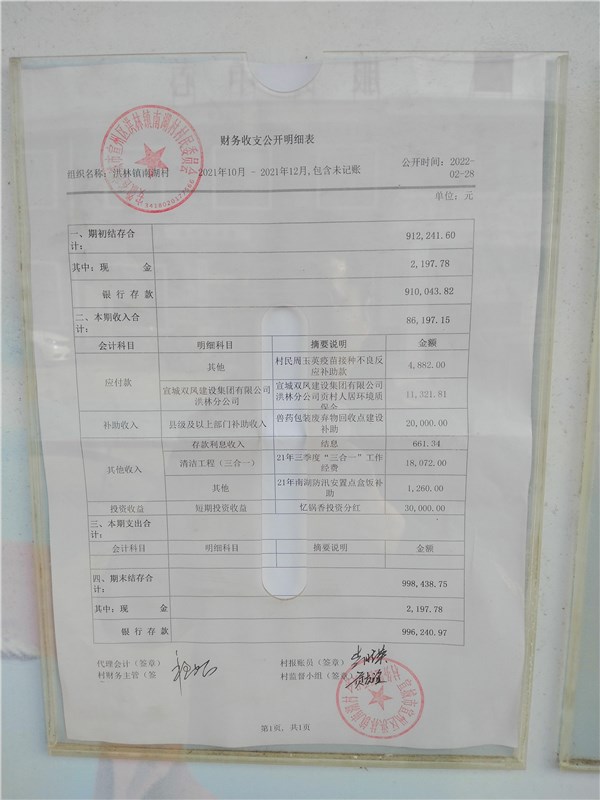 财务收支公开明细表
组织名称：洪林镇南湖村 2021年10月 - 2021年12月,包含未记账 公开时间：2022-02-28
单位：元
一、期初结存合计： 912,241.60
其中：现 金 2,197.78
银行存款 910,043.82
二、本期收入合计： 86,197.15
会计科目 明细科目 摘要说明 金额
应付款 其他 村民周玉英疫苗接种不良反应补助款 4,882.00
宣城双凤建设集团有限公司洪林分公司 宣城双凤建设集团有限公司洪林分公司贡村人居环境质保金 11,321.81
补助收入 县级及以上部门补助收入 兽药包装废弃物回收点建设补助 20,000.00
其他收入 存款利息收入 结息 661.34
清洁工程（三合一） 21年三季度“三合一”工作经费 18,072.00
其他 21年南湖防汛安置点盒饭补助 1,260.00
投资收益 短期投资收益 亿锅香投资分红 30,000.00
三、本期支出合计：
会计科目 明细科目 摘要说明 金额
四、期末结存合计： 998,438.75
其中：现 金 2,197.78
银行存款 996,240.97
代理会计（签章） 村报账员（签章）
村财务主管（签 村监督小组（签章）
第1页, 共1页